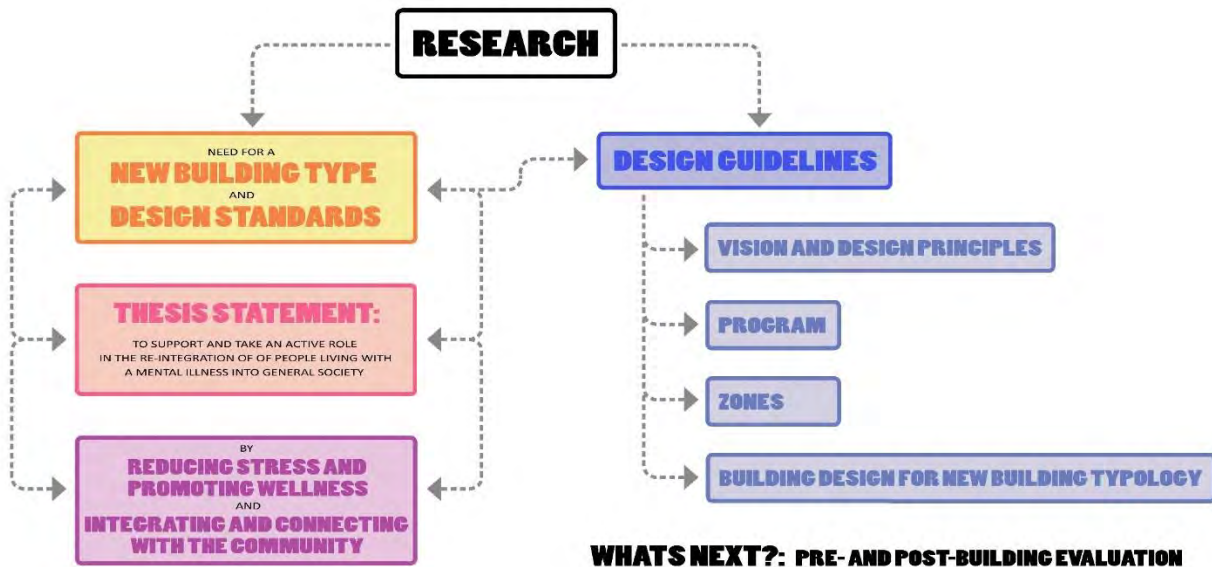 RESEARCH
NEED FOR A
NEW BUILDING TYPE
AND
DESIGN STANDARDS
THESIS STATEMENT:
TO SUPPORT AND TAKE AN ACTIVE ROLE
IN THE RE-INTEGRATION OF OF PEOPLE LIVING WITH
A MENTAL ILLNESS INTO GENERAL SOCIETY
BY
REDUCING STRESS AND
PROMOTING WELLNESS
AND
INTEGRATING AND CONNECTING
WITH THE COMMUNITY
DESIGN GUIDELINES
VISION AND DESIGN PRINCIPLES
PROGRAM
ZONES
BUILDING DESIGN FOR NEW BUILDING TYPOLOGY
WHATS NEXT?: PRE- AND POST-BUILDING EVALUATION